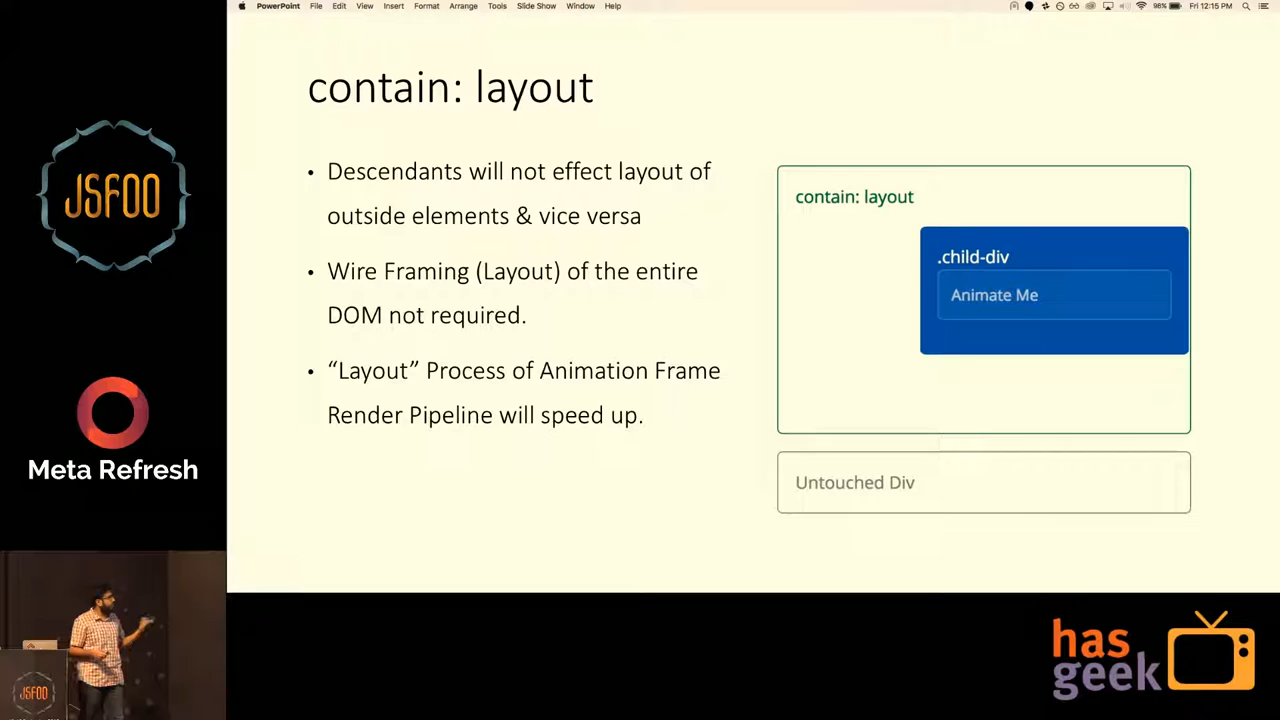 PowerPoint File Edit View Insert Format Arrange Tools Slide Show Window Help
98% Fri 12:15 PM
contain: layout
• Descendants will not effect layout of
outside elements & vice versa
• Wire Framing (Layout) of the entire
DOM not required.
• “Layout” Process of Animation Frame
Render Pipeline will speed up.
contain: layout
.child-div
Animate Me
Untouched Div
JSFOO
Meta Refresh
JSFOO
has
geek